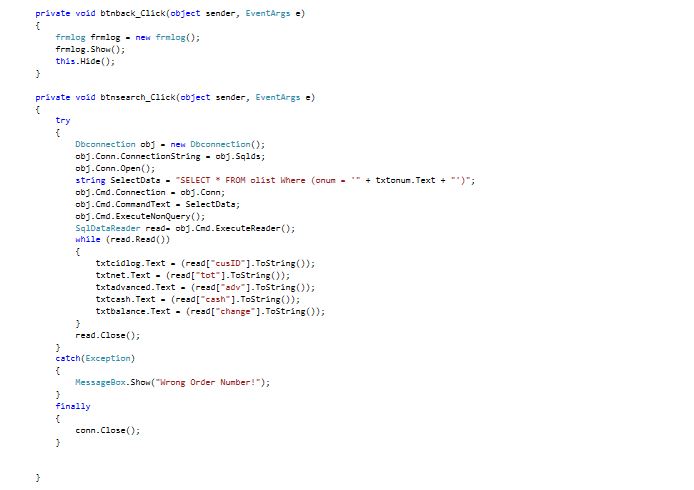 private void btnback_Click(object sender, EventArgs e)
{
frmlog frmlog = new frmlog();
frmlog.Show();
this.Hide();
}
private void btnsearch_Click(object sender, EventArgs e)
{
try
{
Dbconnection obj = new Dbconnection();
obj.Conn.ConnectionString = obj.Sqlds;
obj.Conn.Open();
string SelectData = "SELECT * FROM olist Where (onum = '" + txtonum.Text + "')";
obj.Cmd.Connection = obj.Conn;
obj.Cmd.CommandText = SelectData;
obj.Cmd.ExecuteNonQuery();
SqlDataReader read= obj.Cmd.ExecuteReader();
while (read.Read())
{
txtcidlog.Text = (read["cusID"].ToString());
txtnet.Text = (read["tot"].ToString());
txtadvanced.Text = (read["adv"].ToString());
txtcash.Text = (read["cash"].ToString());
txtbalance.Text = (read["change"].ToString());
}
read.Close();
}
catch(Exception)
{
MessageBox.Show("Wrong Order Number!");
}
finally
{
conn.Close();
}
}